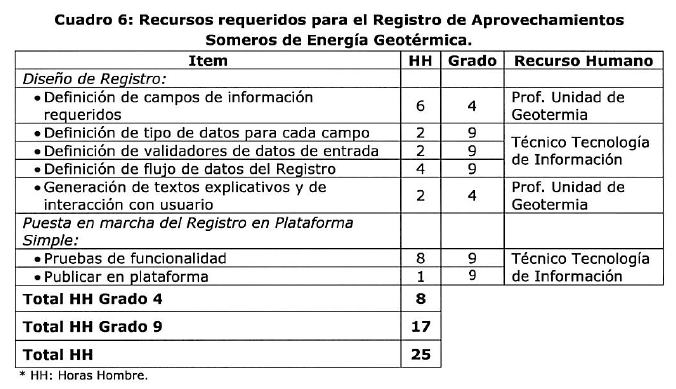 Cuadro 6: Recursos requeridos para el Registro de Aprovechamientos
Someros de Energía Geotérmica.
Item HH Grado Recurso Humano
Diseño de Registro:
• Definición de campos de información
requeridos 6 4 Prof. Unidad de
Geotermia
• Definición de tipo de datos para cada campo 2 9
• Definición de validadores de datos de entrada 2 9 Técnico Tecnología
de Información
• Definición de flujo de datos del Registro 4 9
• Generación de textos explicativos y de
interacción con usuario 2 4 Prof. Unidad de
Geotermia
Puesta en marcha del Registro en Plataforma
Simple:
• Pruebas de funcionalidad 8 9 Técnico Tecnología
• Publicar en plataforma 1 9 de Información
Total HH Grado 4 8
Total HH Grado 9 17
Total HH 25
* HH: Horas Hombre.